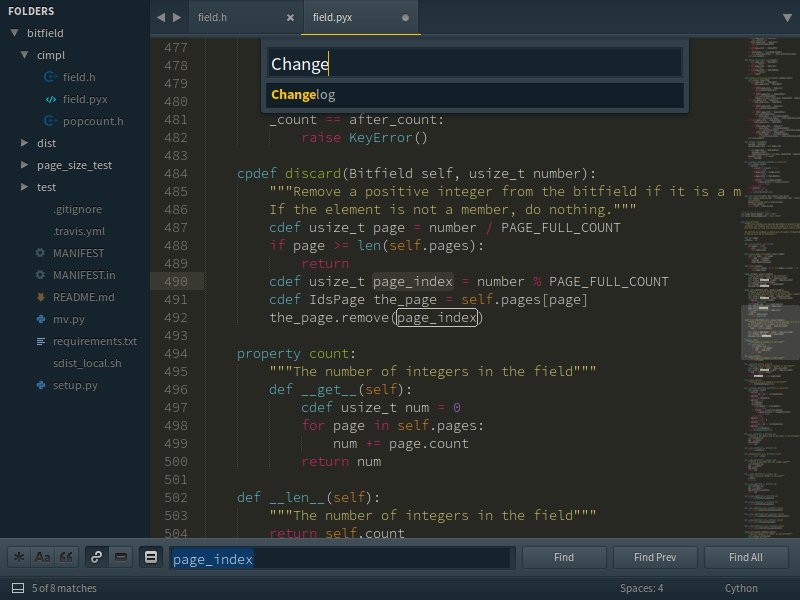 FOLDERS
bitfield
cimpl
field.h
field.pyx
popcount.h
dist
page_size_test
test
.gitignore
.travis.yml
MANIFEST
MANIFEST.in
README.md
mv.py
requirements.txt
sdist_local.sh
setup.py
field.h
field.pyx
Change
Changelog
477
478
479
480
481 _count == after_count:
482 raise KeyError()
483
484 cpdef discard(Bitfield self, usize_t number):
485 """Remove a positive integer from the bitfield if it is a m
486 If the element is not a member, do nothing."""
487 cdef usize_t page = number / PAGE_FULL_COUNT
488 if page >= len(self.pages):
489 return
490 cdef usize_t page_index = number % PAGE_FULL_COUNT
491 cdef IdsPage the_page = self.pages[page]
492 the_page.remove(page_index)
493
494 property count:
495 """The number of integers in the field"""
496 def __get__(self):
497 cdef usize_t num = 0
498 for page in self.pages:
499 num += page.count
500 return num
501
502 def __len__(self):
503 """The number of integers in the field"""
504 return self.count
page_index
Find
Find Prev
Find All
5 of 8 matches
Spaces: 4
Cython